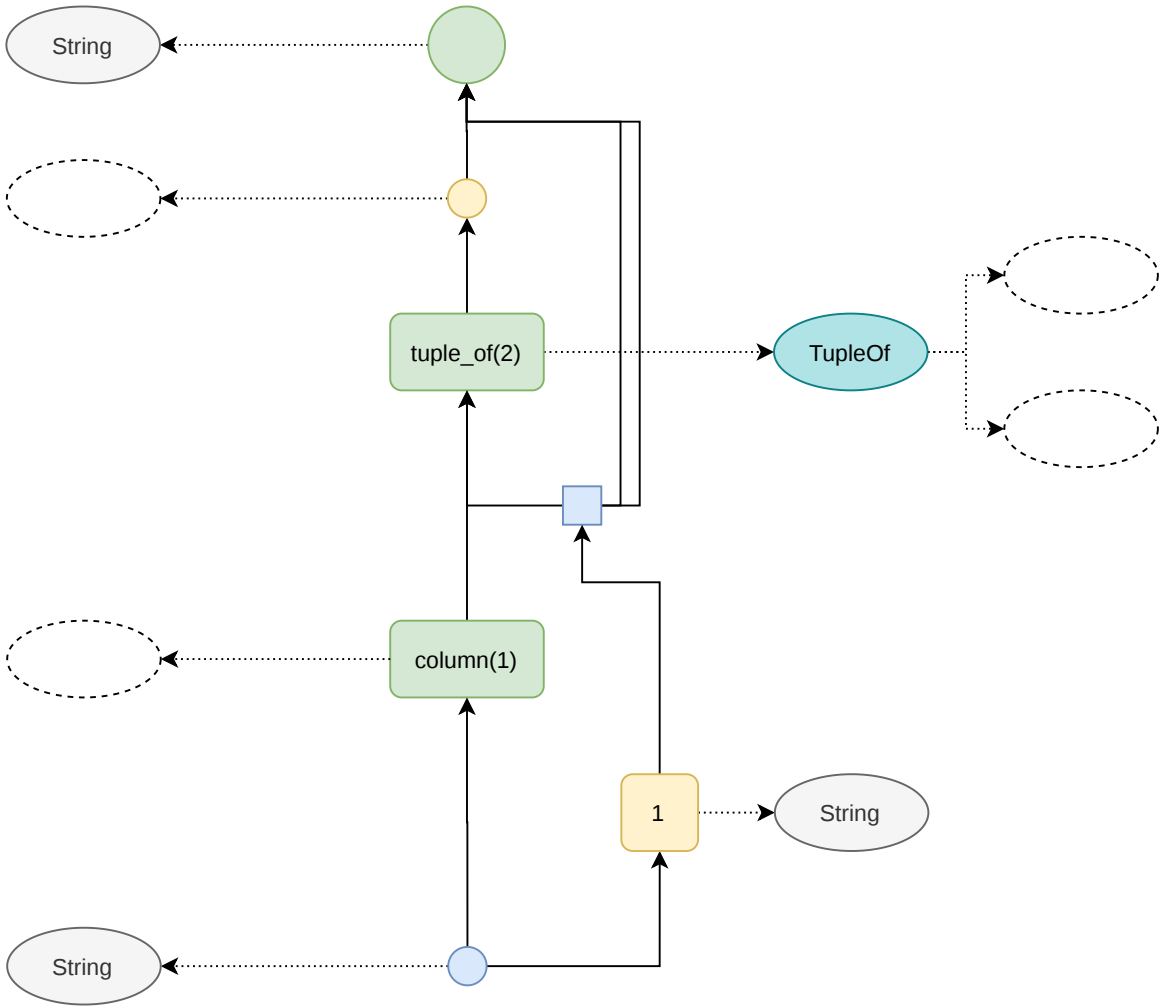 String
tuple_of(2)
TupleOf
column(1)
1
String
String